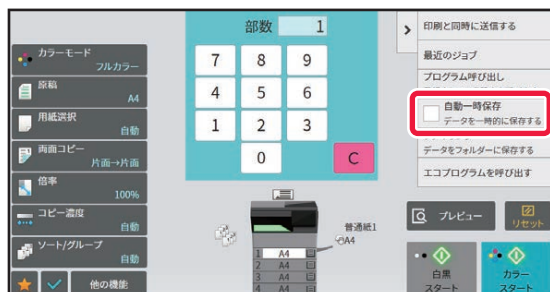 部数 1
カラーモード
フルカラー
原稿
A4
用紙選択
自動
両面コピー
片面→片面
倍率
100%
コピー濃度
自動
ソート/グループ
自動
他の機能
7 8 9
4 5 6
1 2 3
0 C
普通紙1
A4
1 A4
2 A4
3 A4
4 A4
印刷と同時に送信する
最近のジョブ
プログラム呼び出し
自動一時保存
データを一時的に保存する
データをフォルダーに保存する
エコプログラムを呼び出す
プレビュー
リセット
白黒
スタート
カラー
スタート